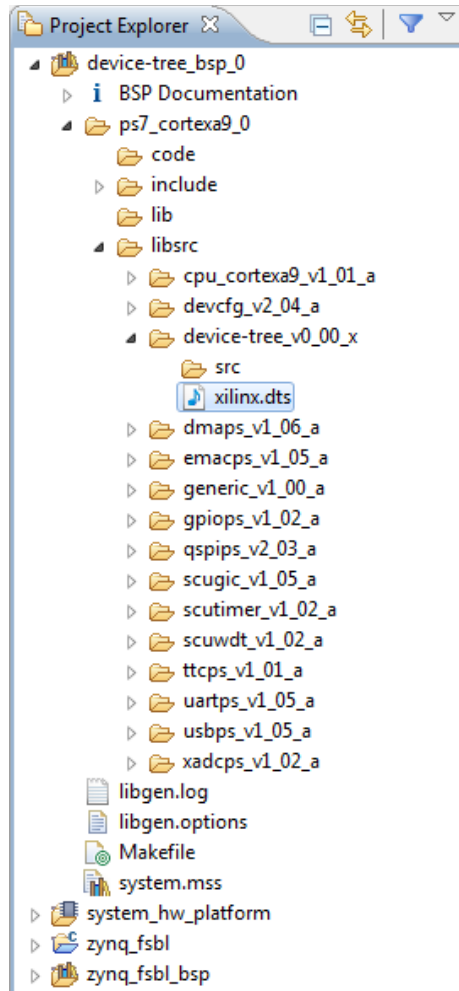 Project Explorer
device-tree_bsp_0
BSP Documentation
ps7_cortexa9_0
code
include
lib
libsrc
cpu_cortexa9_v1_01_a
devcfg_v2_04_a
device-tree_v0_00_x
src
xilinx.dts
dmaps_v1_06_a
emacps_v1_05_a
generic_v1_00_a
gpiops_v1_02_a
qspips_v2_03_a
scugic_v1_05_a
scutimer_v1_02_a
scuwdt_v1_02_a
ttcps_v1_01_a
uartps_v1_05_a
usbps_v1_05_a
xadcps_v1_02_a
libgen.log
libgen.options
Makefile
system.mss
system_hw_platform
zynq_fsbl
zynq_fsbl_bsp